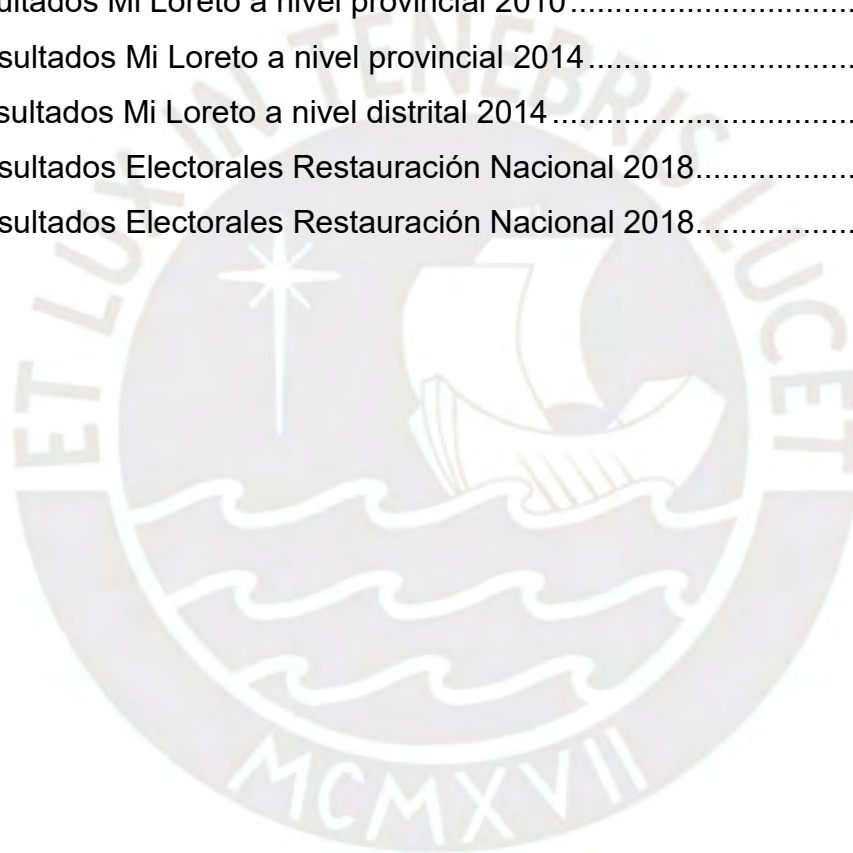 ultados Mi Loreto a nivel provincial 2010....................................
sultados Mi Loreto a nivel provincial 2014..................................
sultados Mi Loreto a nivel distrital 2014......................................
sultados Electorales Restauración Nacional 2018....................
sultados Electorales Restauración Nacional 2018....................
ET LUX IN TENEBRIS LUCET
MCMXVII